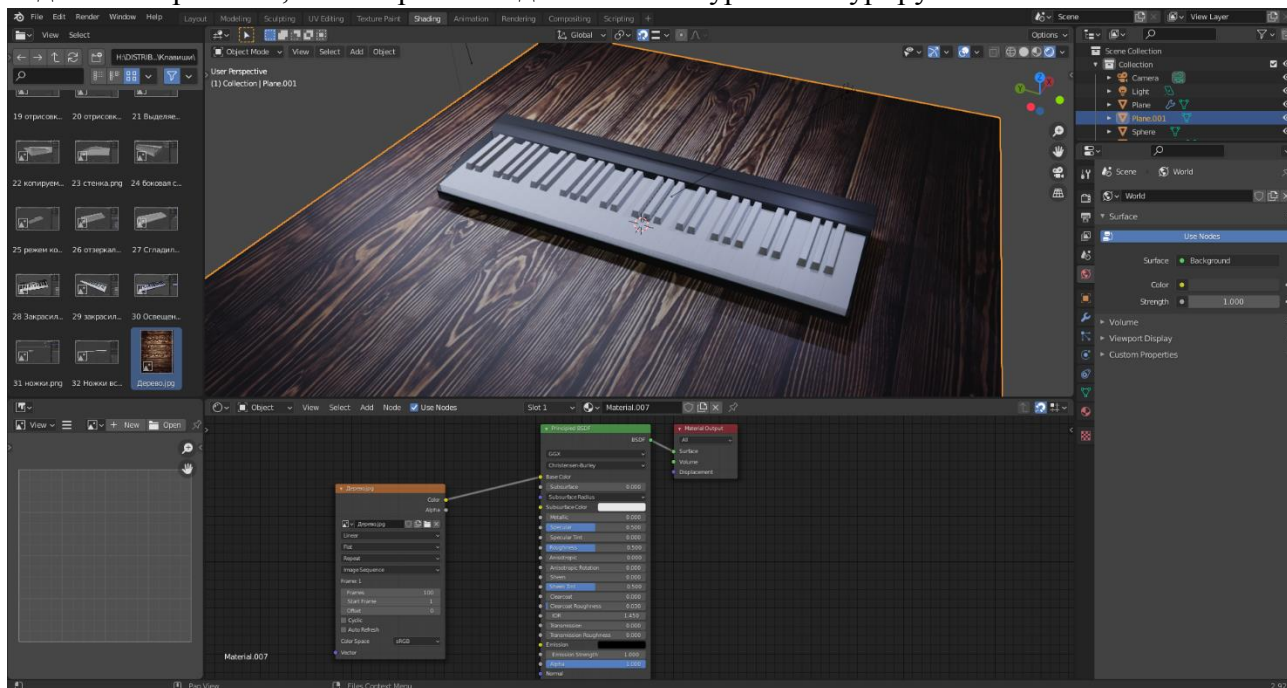 File Edit Render Window Help Layout Modeling Sculpting UV Editing Texture Paint Shading Animation Rendering Compositing Scripting + Scene View Layer
View Select Global Options
H:\DISTRIB...\Клавиши\ Object Mode View Select Add Object
User Perspective
(1) Collection | Plane.001
Scene Collection
Collection
Camera
Light
Plane
Plane.001
Sphere
19 отрисовк... 20 отрисовк... 21 Выделяе...
22 копируем... 23 стенка.png 24 боковая с...
25 режем ко... 26 отзеркал... 27 Сгладил...
28 Закрасил... 29 закрасил... 30 Освещен...
31 ножки.png 32 Ножки вс... Дерево.jpg
Scene World
World
Surface
Use Nodes
Surface Background
Color
Strength 1.000
Volume
Viewport Display
Custom Properties
View + New Open
Object View Select Add Node Use Nodes Slot 1 Material.007
Дерево.jpg
Color
Alpha
Дерево.jpg
Linear
Flat
Repeat
Image Sequence
Frame 1
Frames 100
Start Frame 1
Offset 0
Cyclic
Auto Refresh
Color Space sRGB
Vector
Principled BSDF
BSDF
GGX
Christensen-Burley
Base Color
Subsurface 0.000
Subsurface Radius
Subsurface Color
Metallic 0.000
Specular 0.500
Specular Tint 0.000
Roughness 0.500
Anisotropic 0.000
Anisotropic Rotation 0.000
Sheen 0.000
Sheen Tint 0.500
Clearcoat 0.000
Clearcoat Roughness 0.030
IOR 1.450
Transmission 0.000
Transmission Roughness 0.000
Emission
Emission Strength 1.000
Alpha 1.000
Normal
Material Output
All
Surface
Volume
Displacement
Material.007
Pan View Files Context Menu